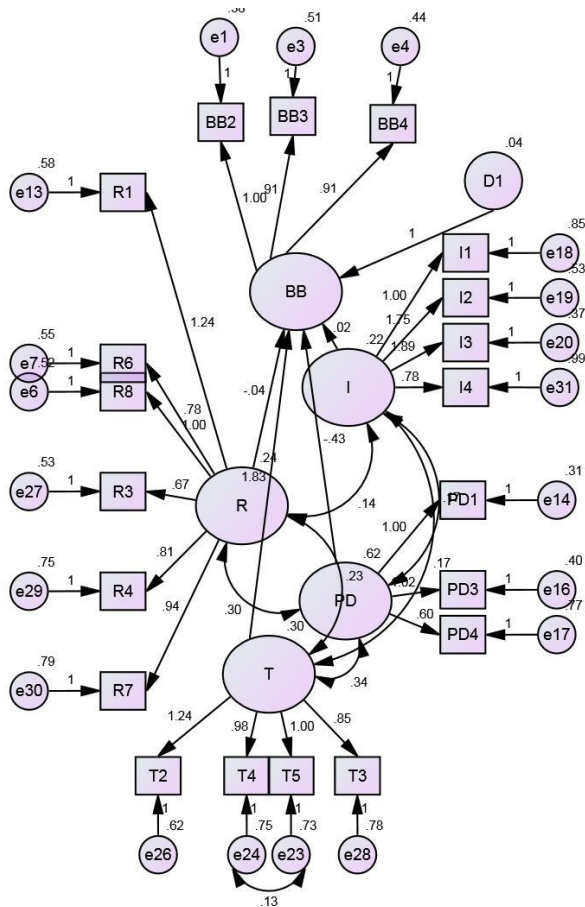 .58
e1
.51
e3
.44
e4
1
1
1
BB2
BB3
BB4
.04
D1
.58
e13
1
R1
1.00
.91
.91
1
BB
I1
1
.85
e18
I2
1
.53
e19
I3
1
.37
e20
I4
1
.99
e31
1.00
1.75
1.89
.78
.02
.22
I
1.24
.55
e7
1
R6
.52
e6
1
R8
.78
1.00
-.04
-.43
.53
e27
1
R3
.67
.24
R
1.83
.14
PD1
1
.31
e14
1.00
.62
.17
.75
e29
1
R4
.81
.23
PD
PD3
1
.40
e16
.60
PD4
1
.77
e17
.94
.30
.30
.34
.79
e30
1
R7
T
1.24
.98
1.00
.85
T2
T4
T5
T3
1
1
1
1
.62
.75
.73
.78
e26
e24
e23
e28
.13